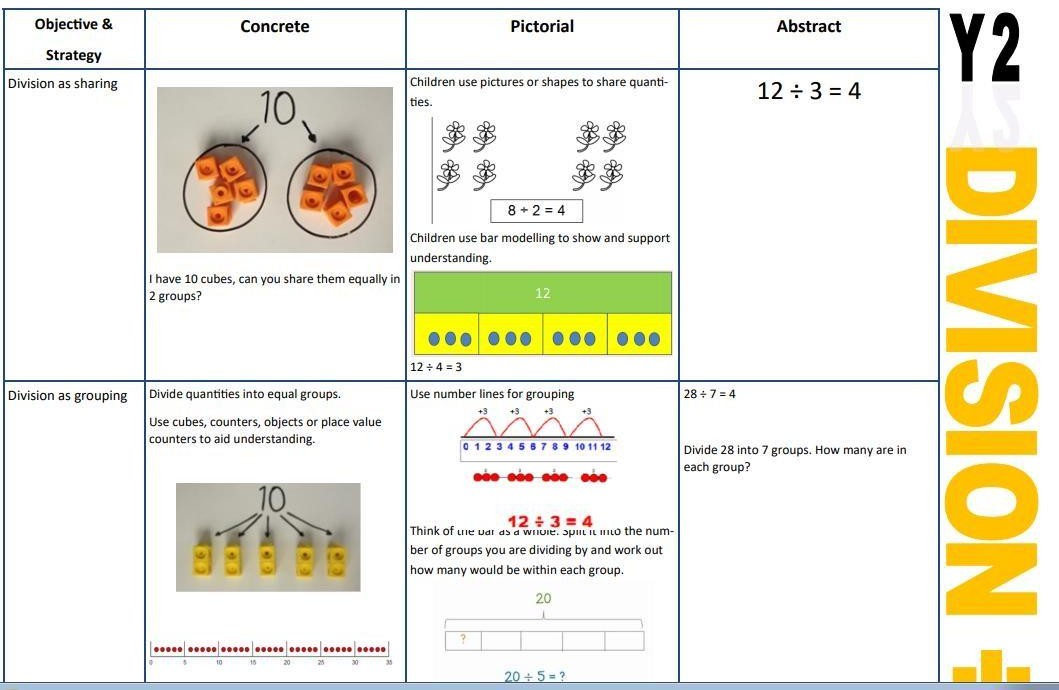 Objective &
Strategy
Concrete
Pictorial
Abstract
Y2
DIVISION ÷
Division as sharing
10
I have 10 cubes, can you share them equally in
2 groups?
Children use pictures or shapes to share quanti-
ties.
8 ÷ 2 = 4
Children use bar modelling to show and support
understanding.
12
12 ÷ 4 = 3
12 ÷ 3 = 4
Division as grouping
Divide quantities into equal groups.
Use cubes, counters, objects or place value
counters to aid understanding.
10
0 5 10 15 20 25 30 35
Use number lines for grouping
+3 +3 +3 +3
0 1 2 3 4 5 6 7 8 9 10 11 12
12 ÷ 3 = 4
Think of the bar as a whole. Split it into the num-
ber of groups you are dividing by and work out
how many would be within each group.
20
?
20 ÷ 5 = ?
28 ÷ 7 = 4
Divide 28 into 7 groups. How many are in
each group?